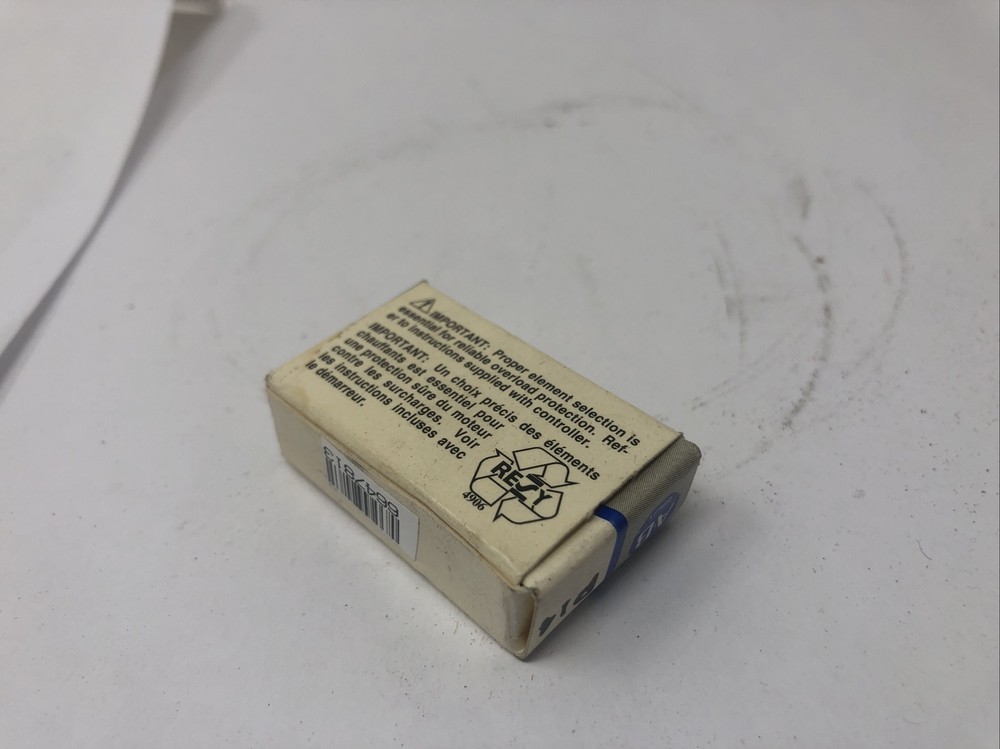 IMPORTANT: Proper element selection is
essential for reliable overload protection. Ref-
er to instructions supplied with controller.
IMPORTANT: Un choix précis des éléments
chauffants est essentiel pour
une protection sûre du moteur
contre les surcharges. Voir
les instructions incluses avec
le démarreur.
RESY
4906
P14